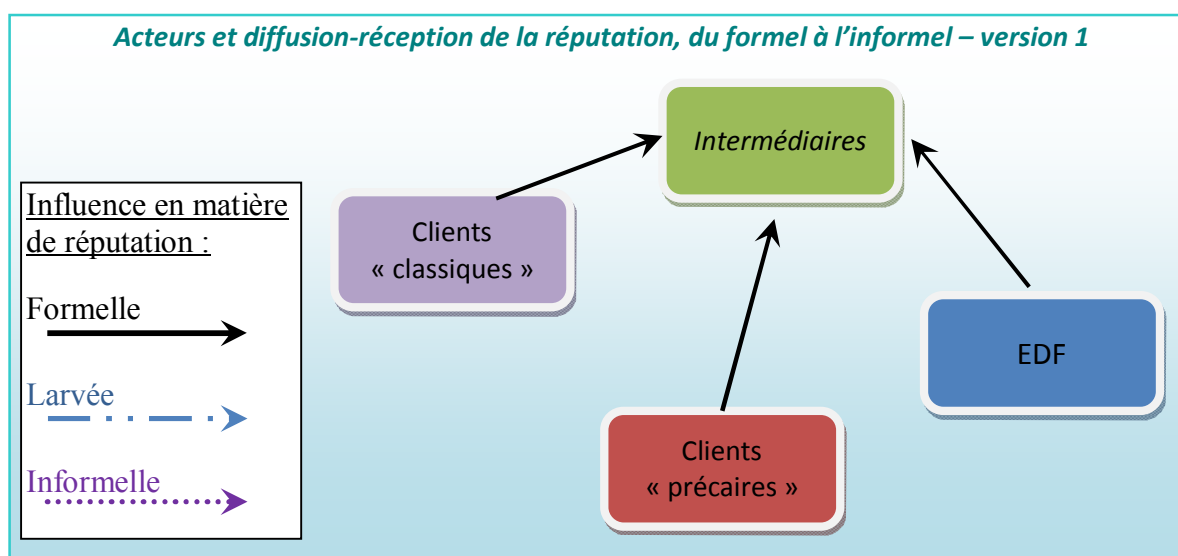 Acteurs et diffusion-réception de la réputation, du formel à l’informel – version 1
Intermédiaires
Clients
« classiques »
EDF
Clients
« précaires »
Influence en matière
de réputation :
Formelle
Larvée
Informelle